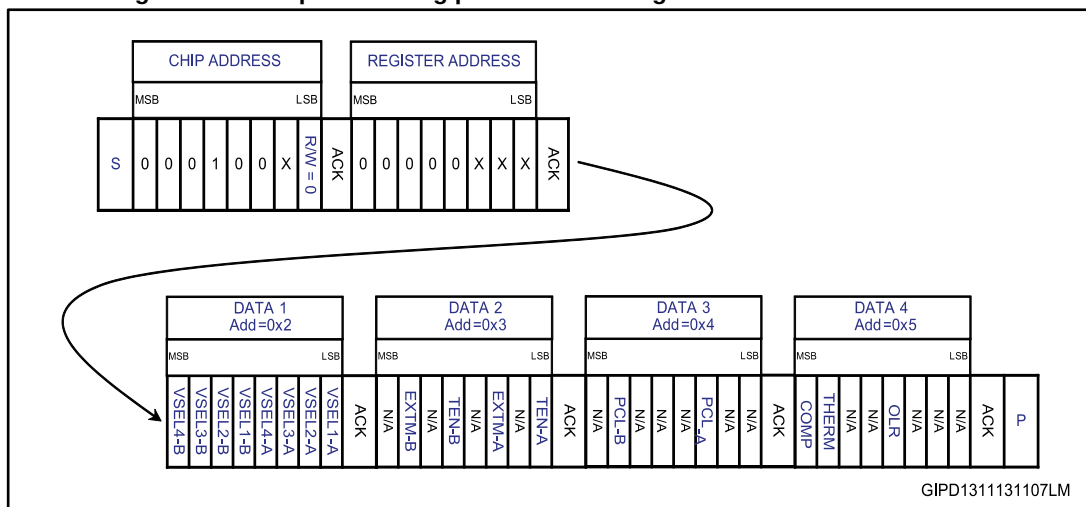 CHIP ADDRESS REGISTER ADDRESS
MSB LSB MSB
S 0 0 0 1 0 0 X R/W = 0 ACK 0 0 0 0 0 X X X ACK
DATA 1 DATA 2 DATA 3 DATA 4
Add=0x2 Add=0x3 Add=0x4 Add=0x5
MSB LSB MSB LSB MSB LSB MSB
VSEL4-B VSEL3-B VSEL2-B VSEL1-B VSEL4-A VSEL3-A VSEL2-A VSEL1-A ACK N/A EXTM-B N/A TEN-B N/A EXTM-A N/A TEN-A ACK N/A PCL-B N/A N/A N/A PCL-A N/A N/A ACK COMP THERM N/A N/A OLR N/A N/A N/A ACK P
GIPD1311131107LM